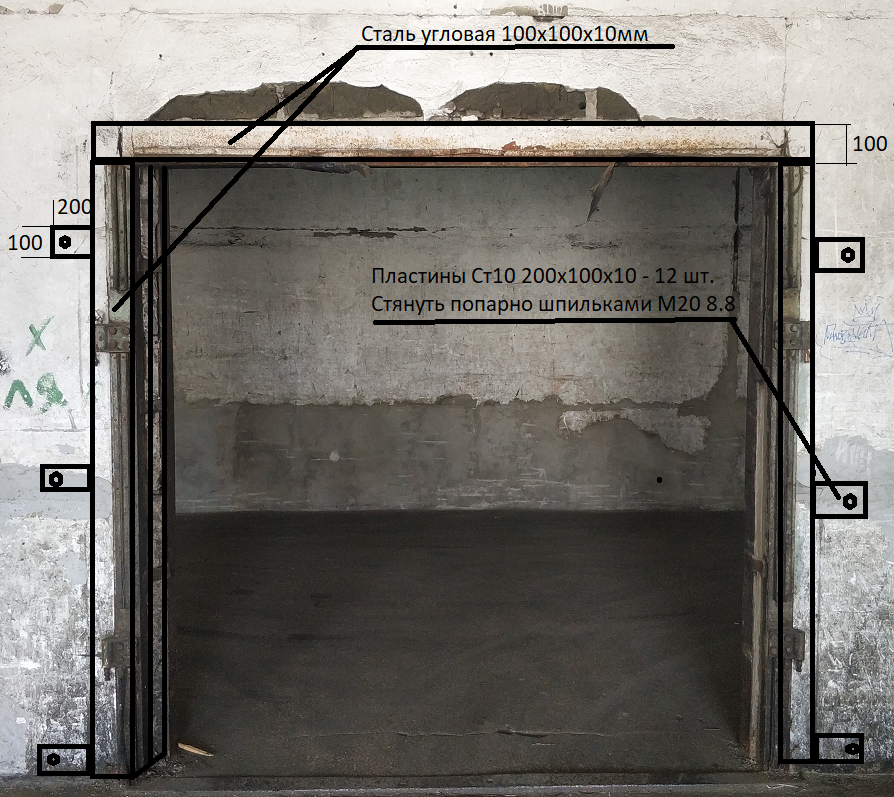 Сталь угловая 100х100х10мм
100
200
100
Пластины Ст10 200х100х10 - 12 шт.
Стянуть попарно шпильками М20 8.8